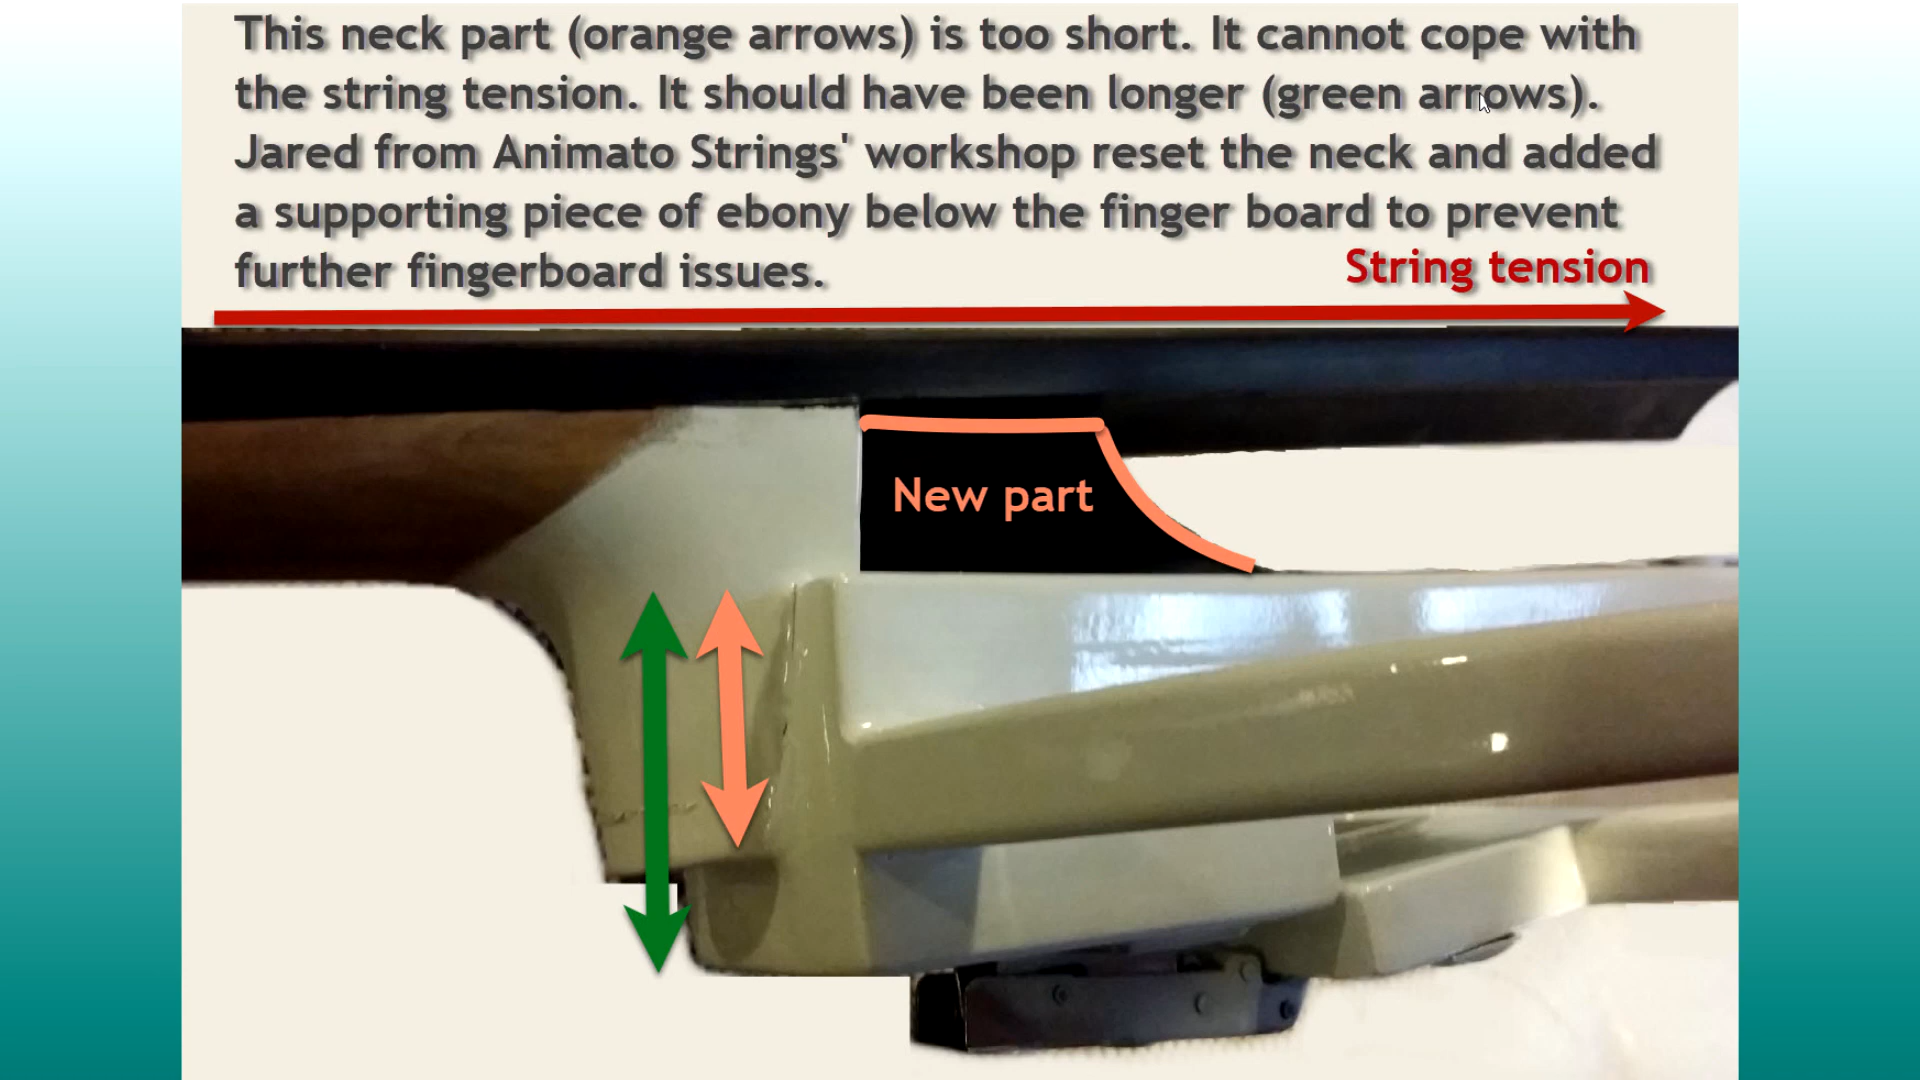 This neck part (orange arrows) is too short. It cannot cope with
the string tension. It should have been longer (green arrows).
Jared from Animato Strings' workshop reset the neck and added
a supporting piece of ebony below the finger board to prevent
further fingerboard issues.
String tension
New part